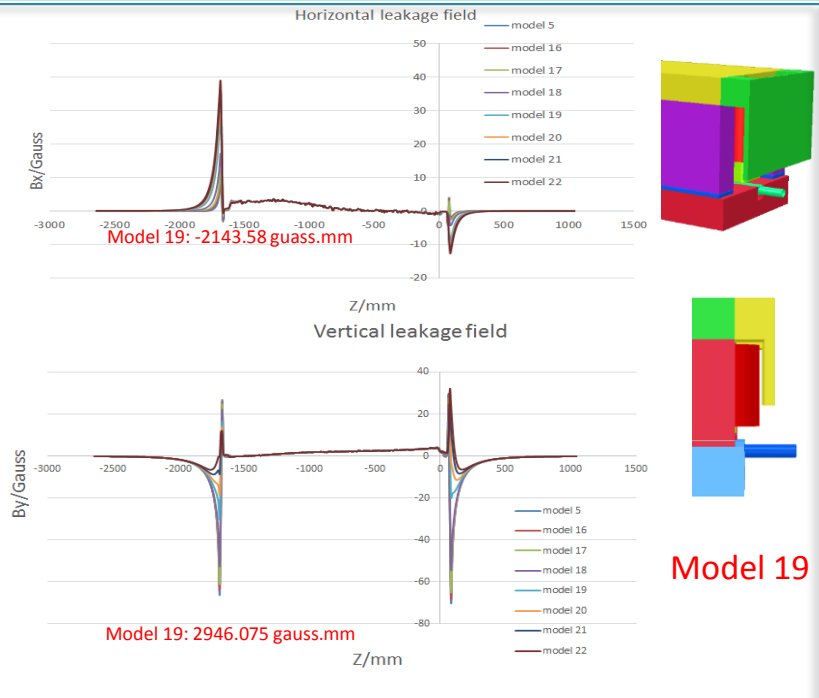 Horizontal leakage field
model 5
model 16
model 17
model 18
model 19
model 20
model 21
model 22
Bx/Gauss
50
40
30
20
10
0
-10
-20
-3000 -2500 -2000 -1500 -1000 -500 0 500 1000 1500
Model 19: -2143.58 guass.mm
Z/mm
Vertical leakage field
By/Gauss
40
20
0
-20
-40
-60
-80
-3000 -2500 -2000 -1500 -1000 -500 0 500 1000 1500
model 5
model 16
model 17
model 18
model 19
model 20
model 21
model 22
Model 19: 2946.075 gauss.mm
Z/mm
Model 19